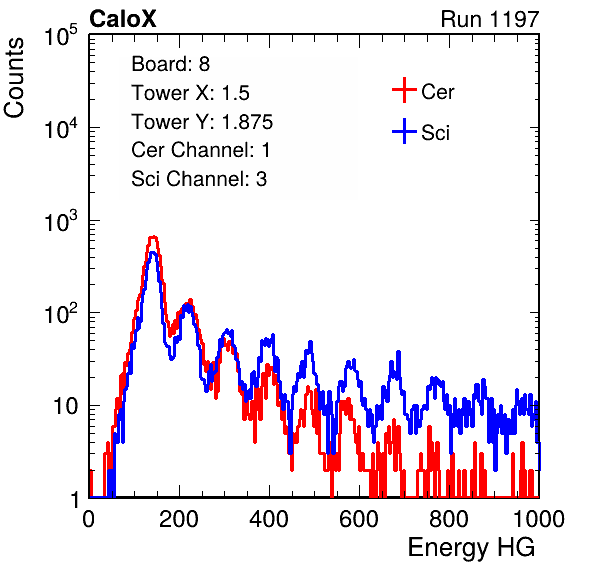 CaloX Run 1197
Counts
Board: 8
Tower X: 1.5
Tower Y: 1.875
Cer Channel: 1
Sci Channel: 3
Cer
Sci
10^5
10^4
10^3
10^2
10
1
0 200 400 600 800 1000
Energy HG